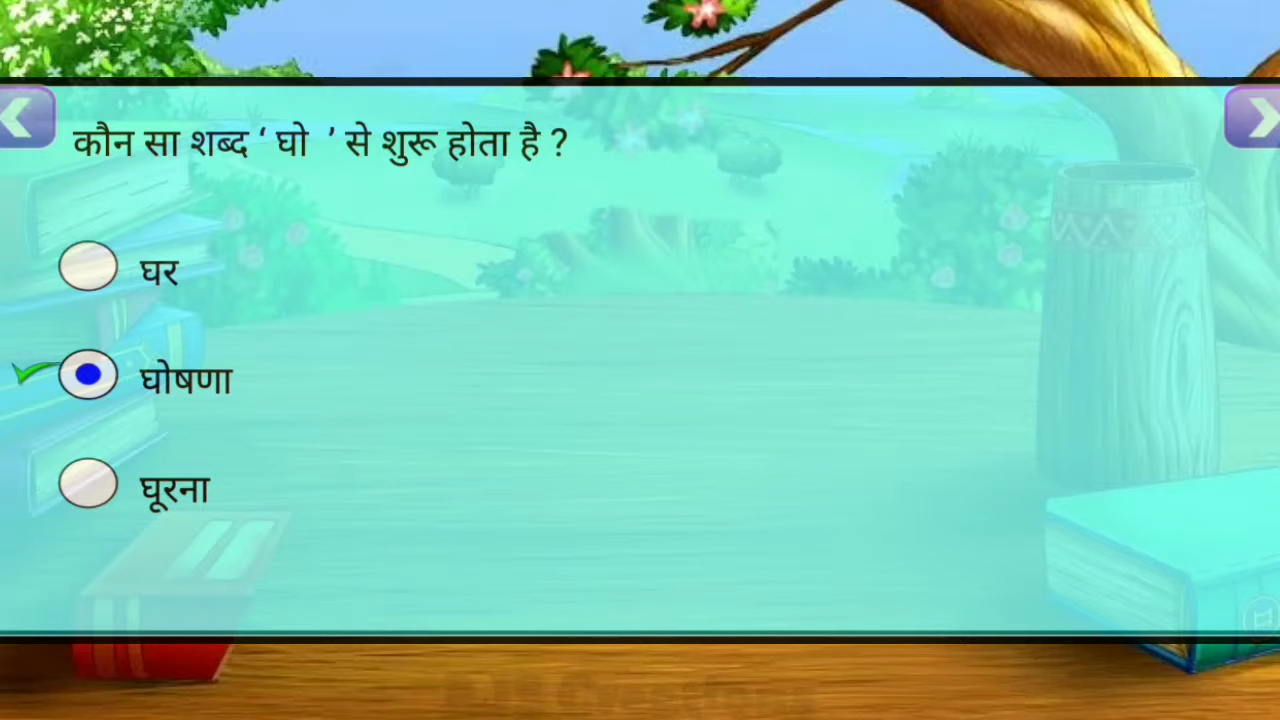 कौन सा शब्द ‘ घो ’ से शुरू होता है ?
घर
घोषणा
घूरना